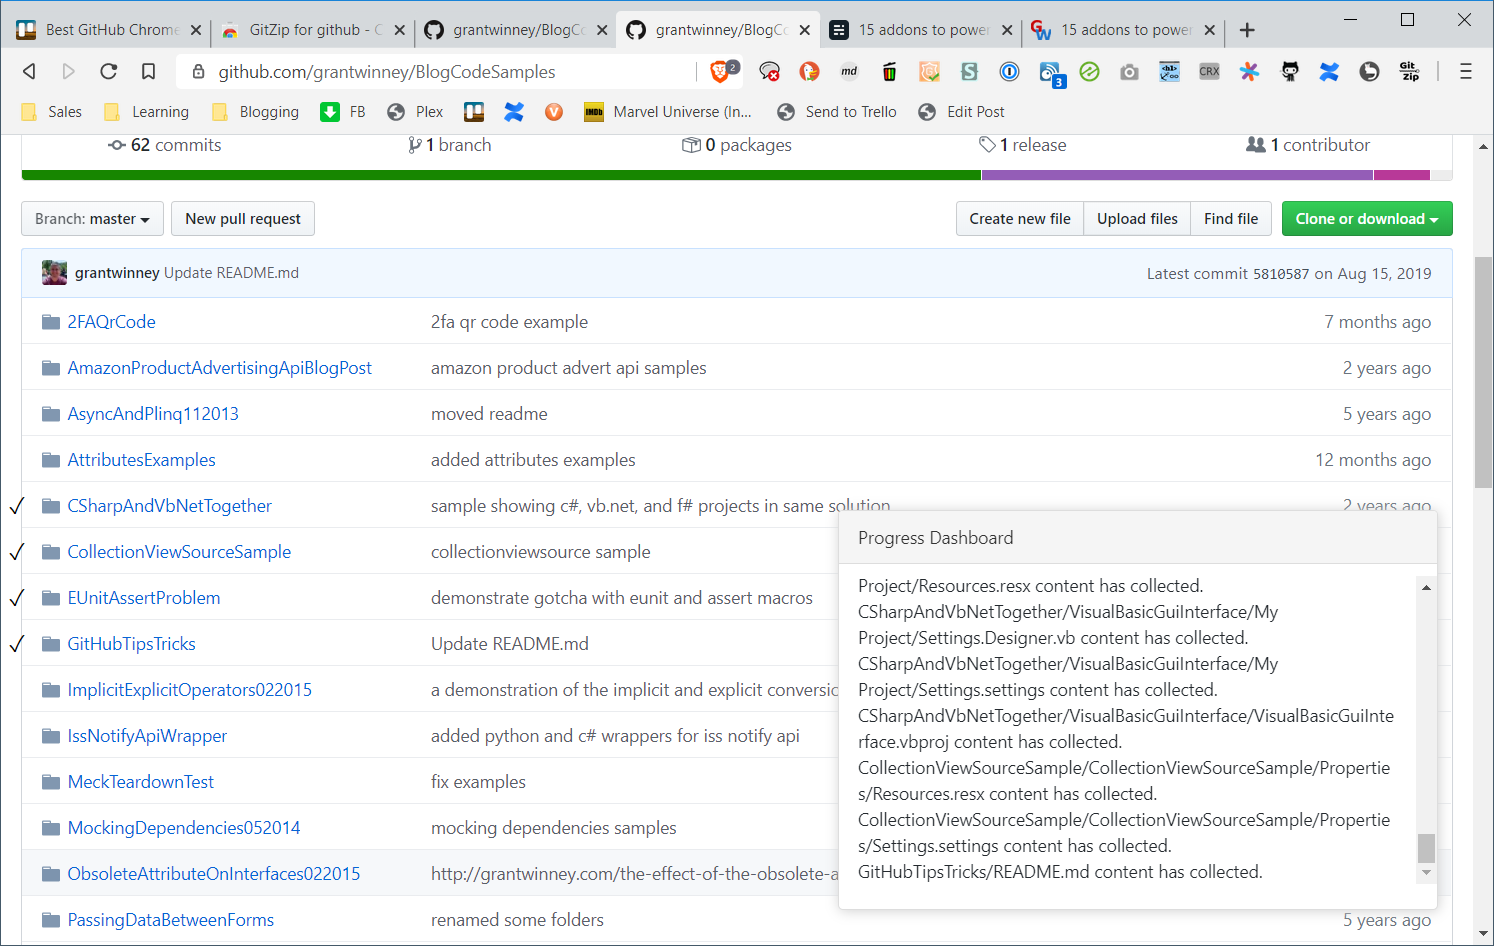 Best GitHub Chrome
GitZip for github - C
grantwinney/BlogCo
grantwinney/BlogCo
15 addons to power
15 addons to power
github.com/grantwinney/BlogCodeSamples
2
md
3
<h1>
CRX
Git Zip
Sales
Learning
Blogging
FB
Plex
IMDb
Marvel Universe (In...
Send to Trello
Edit Post
62 commits
1 branch
0 packages
1 release
1 contributor
Branch: master
New pull request
Create new file
Upload files
Find file
Clone or download
grantwinney Update README.md
Latest commit 5810587 on Aug 15, 2019
2FAQrCode 2fa qr code example 7 months ago
AmazonProductAdvertisingApiBlogPost amazon product advert api samples 2 years ago
AsyncAndPlinq112013 moved readme 5 years ago
AttributesExamples added attributes examples 12 months ago
CSharpAndVbNetTogether sample showing c#, vb.net, and f# projects in same solution 2 years ago
CollectionViewSourceSample collectionviewsource sample
EUnitAssertProblem demonstrate gotcha with eunit and assert macros
GitHubTipsTricks Update README.md
ImplicitExplicitOperators022015 a demonstration of the implicit and explicit conversio
IssNotifyApiWrapper added python and c# wrappers for iss notify api
MeckTeardownTest fix examples
MockingDependencies052014 mocking dependencies samples
ObsoleteAttributeOnInterfaces022015 http://grantwinney.com/the-effect-of-the-obsolete-a
PassingDataBetweenForms renamed some folders 5 years ago
Progress Dashboard
Project/Resources.resx content has collected.
CSharpAndVbNetTogether/VisualBasicGuiInterface/My
Project/Settings.Designer.vb content has collected.
CSharpAndVbNetTogether/VisualBasicGuiInterface/My
Project/Settings.settings content has collected.
CSharpAndVbNetTogether/VisualBasicGuiInterface/VisualBasicGuiInte
rface.vbproj content has collected.
CollectionViewSourceSample/CollectionViewSourceSample/Propertie
s/Resources.resx content has collected.
CollectionViewSourceSample/CollectionViewSourceSample/Propertie
s/Settings.settings content has collected.
GitHubTipsTricks/README.md content has collected.